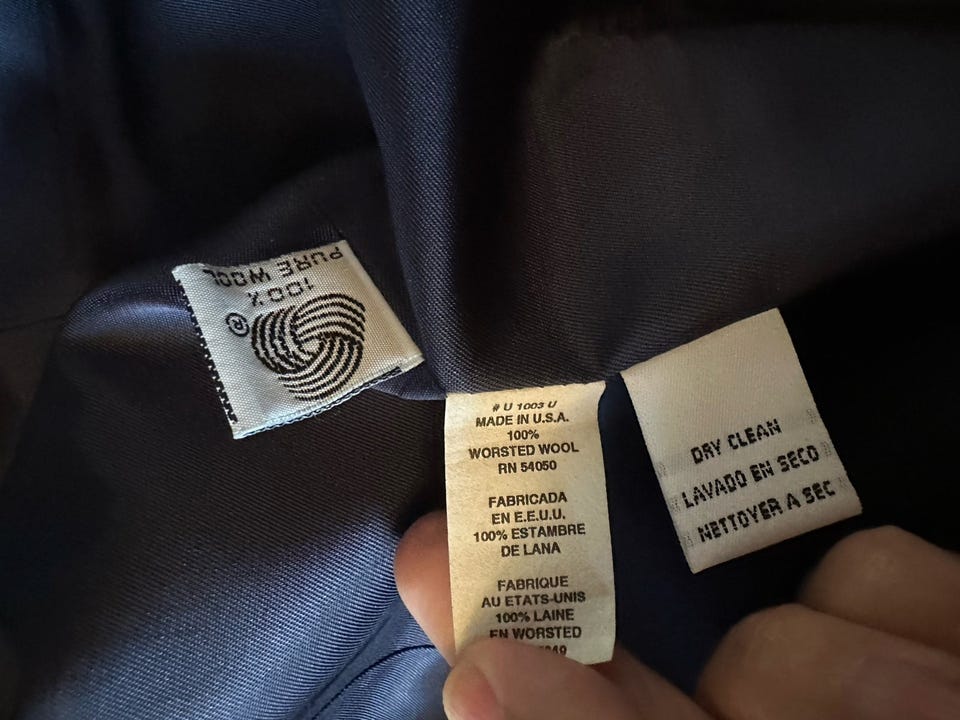 100%
PURE WOOL
®
# U 1003 U
MADE IN U.S.A.
100%
WORSTED WOOL
RN 54050
FABRICADA
EN E.E.U.U.
100% ESTAMBRE
DE LANA
FABRIQUE
AU ETATS-UNIS
100% LAINE
EN WORSTED
DRY CLEAN
LAVADO EN SECO
NETTOYER A SEC